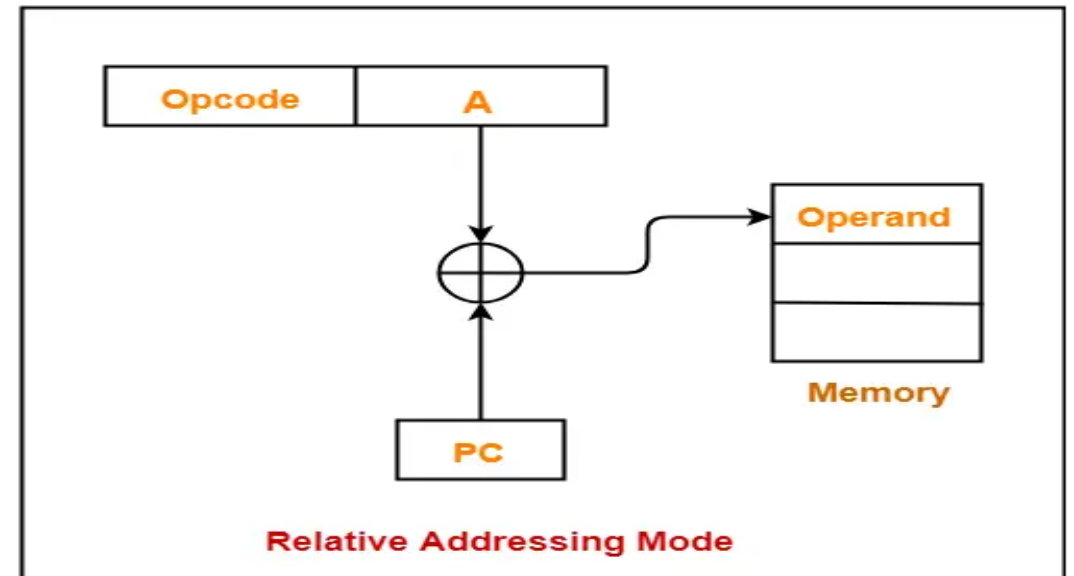 Opcode
A
Operand
Memory
PC
Relative Addressing Mode